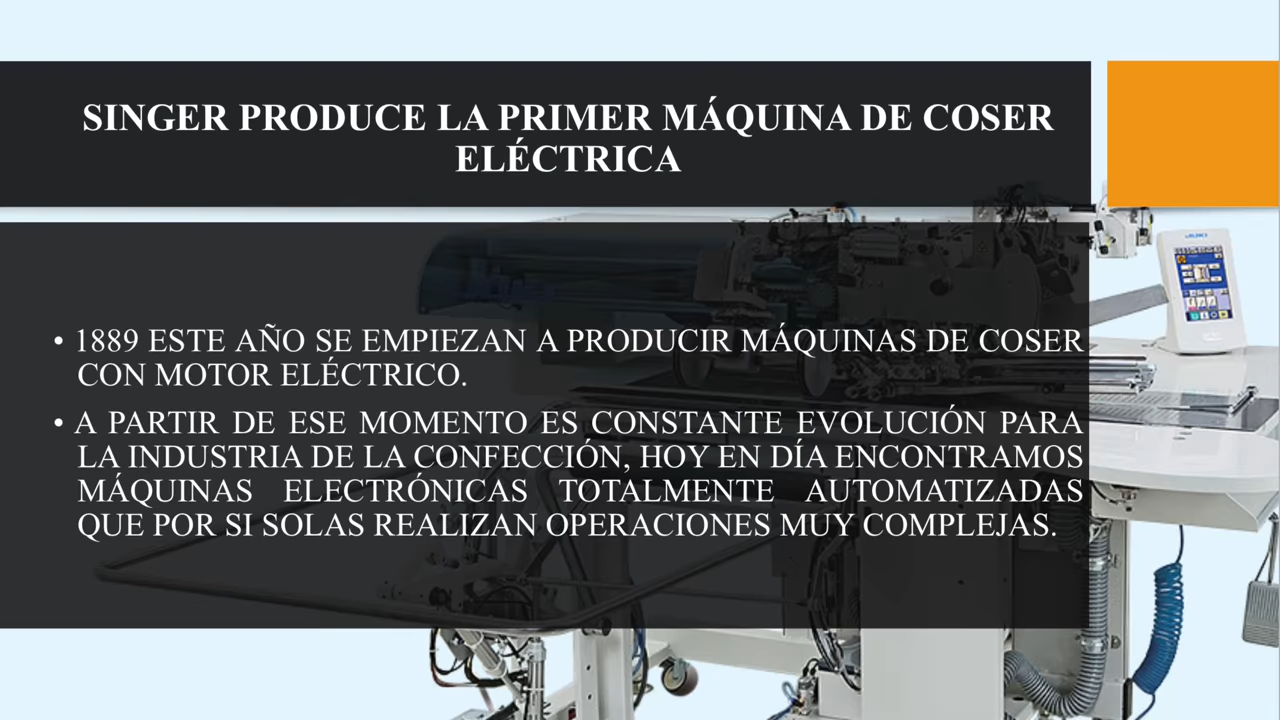 SINGER PRODUCE LA PRIMER MÁQUINA DE COSER
ELÉCTRICA
• 1889 ESTE AÑO SE EMPIEZAN A PRODUCIR MÁQUINAS DE COSER
CON MOTOR ELÉCTRICO.
• A PARTIR DE ESE MOMENTO ES CONSTANTE EVOLUCIÓN PARA
LA INDUSTRIA DE LA CONFECCIÓN, HOY EN DÍA ENCONTRAMOS
MÁQUINAS ELECTRÓNICAS TOTALMENTE AUTOMATIZADAS
QUE POR SI SOLAS REALIZAN OPERACIONES MUY COMPLEJAS.
JUKI